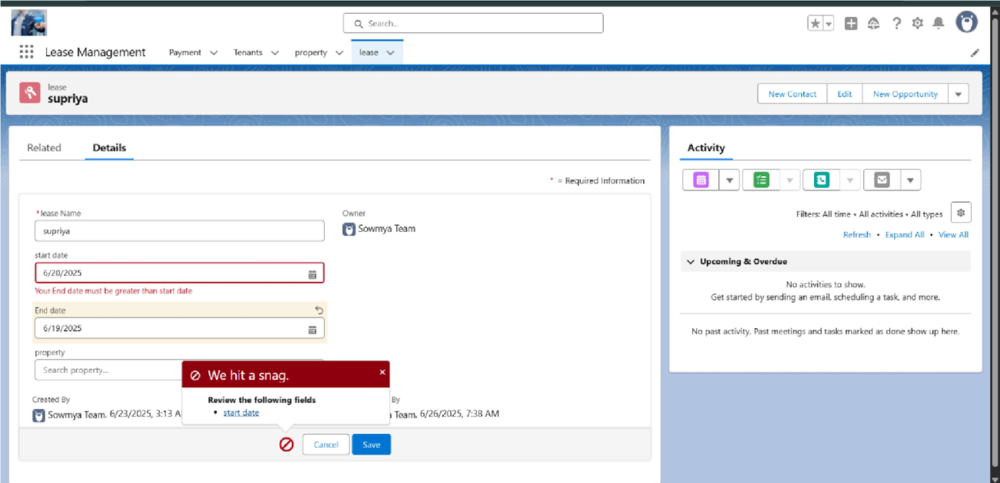 Search...
Lease Management Payment Tenants property lease
lease
supriya
New Contact Edit New Opportunity
Related Details
* = Required Information
* lease Name
supriya
Owner
Sowmya Team
start date
6/20/2025
Your End date must be greater than start date
End date
6/19/2025
property
Search property...
We hit a snag.
Review the following fields
• start date
Created By
Sowmya Team, 6/23/2025, 3:13 A
By
Team, 6/26/2025, 7:38 AM
Cancel Save
Activity
Filters: All time • All activities • All types
Refresh • Expand All • View All
Upcoming & Overdue
No activities to show.
Get started by sending an email, scheduling a task, and more.
No past activity. Past meetings and tasks marked as done show up here.